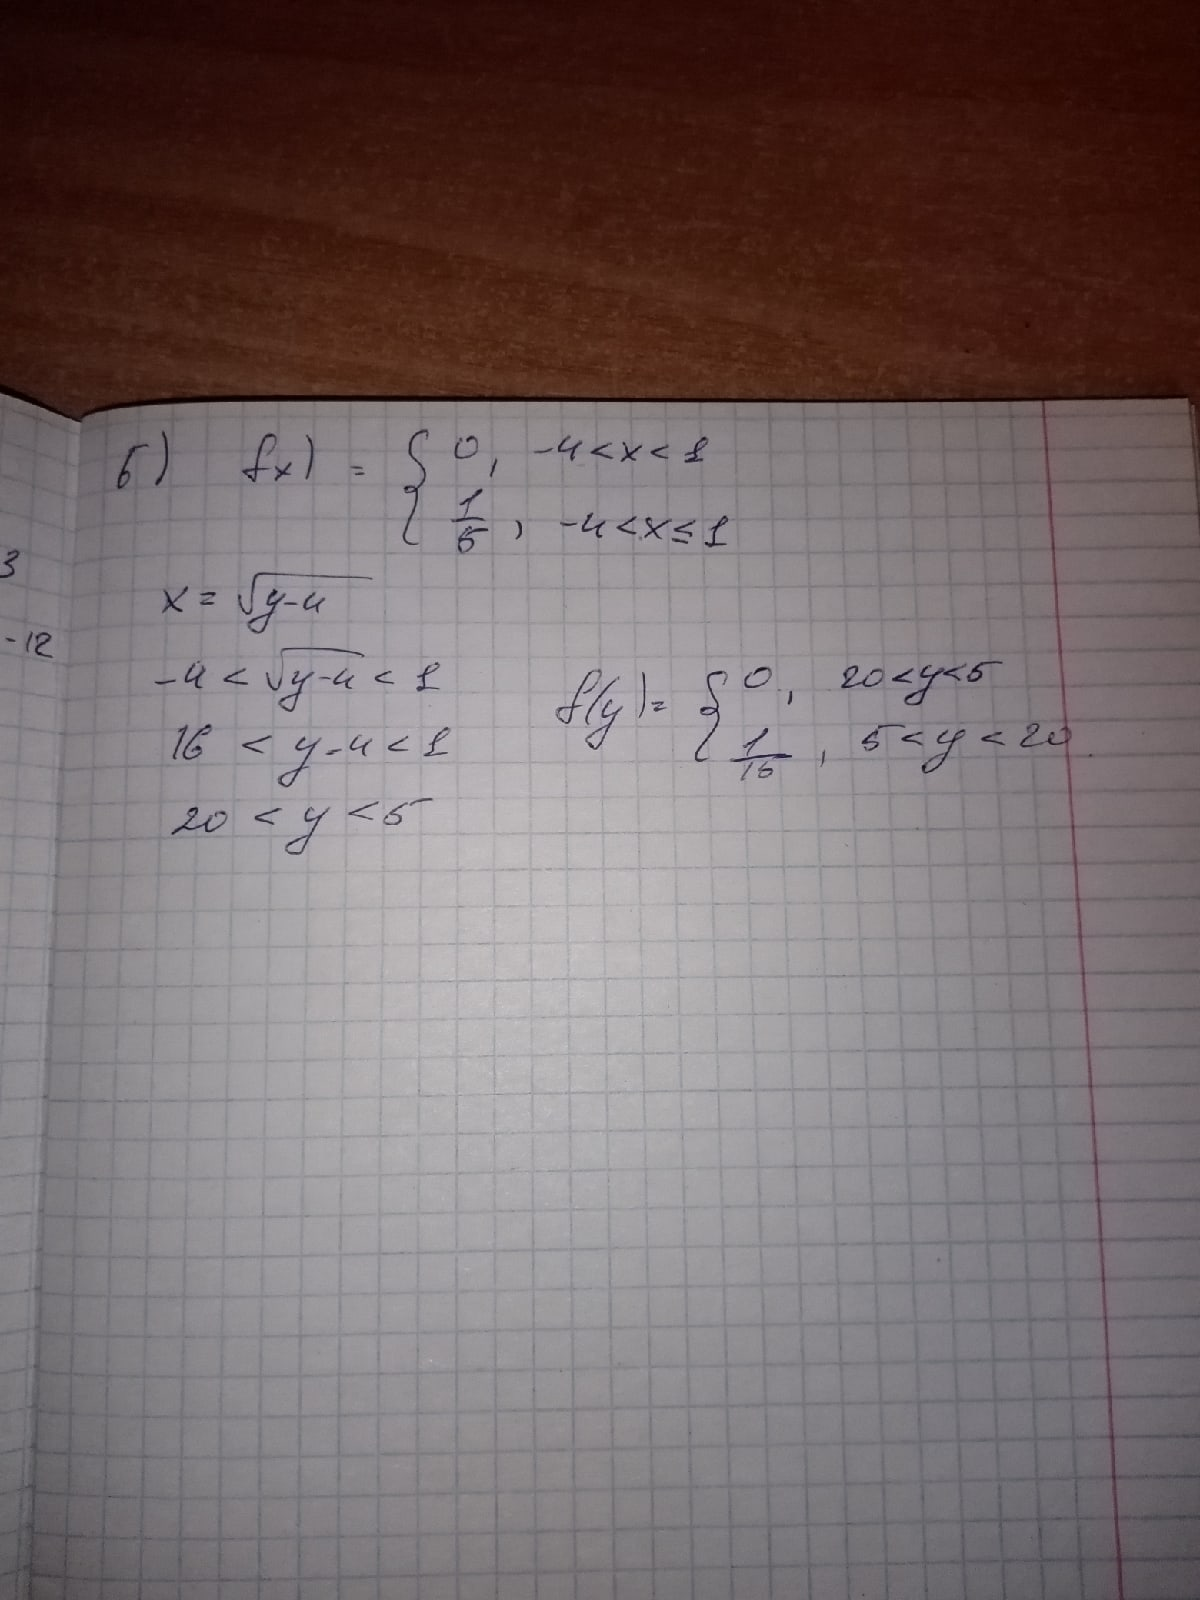 б) f(x) = { 0, -4 < x < 1
1/5, -4 < x ≤ 1
3
x = √(y-4)
-12
-4 < √(y-4) < 1
f(y) = { 0, 20 < y < 5
16 < y-4 < 1
1/15, 5 < y < 20
20 < y < 5